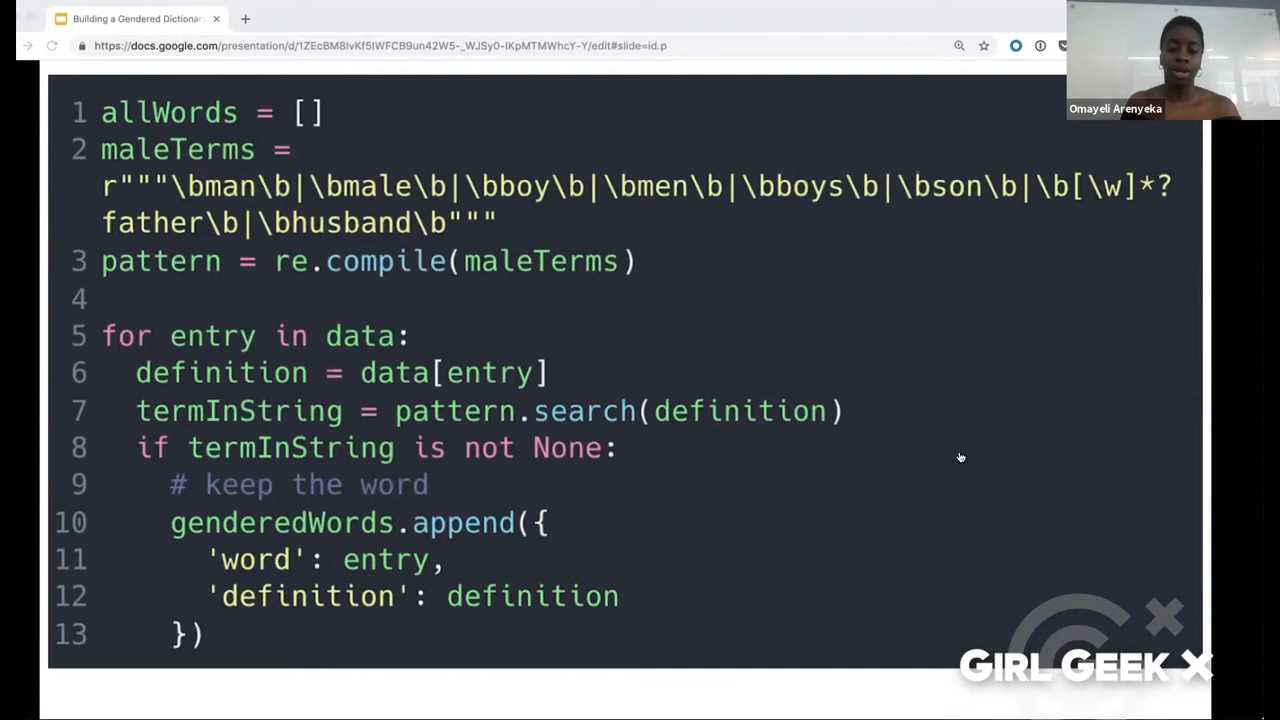 Building a Gendered Dictionary
https://docs.google.com/presentation/d/1ZEcBM8IvKf5IWFCB9un42W5-_WJSy0-IKpMTMWhcY-Y/edit#slide=id.p
Omayeli Arenyeka
1 allWords = []
2 maleTerms =
r"""\bman\b|\bmale\b|\bboy\b|\bmen\b|\bboys\b|\bson\b|\b[\w]*?
father\b|\bhusband\b"""
3 pattern = re.compile(maleTerms)
4
5 for entry in data:
6 definition = data[entry]
7 termInString = pattern.search(definition)
8 if termInString is not None:
9 # keep the word
10 genderedWords.append({
11 'word': entry,
12 'definition': definition
13 })
GIRL GEEK X